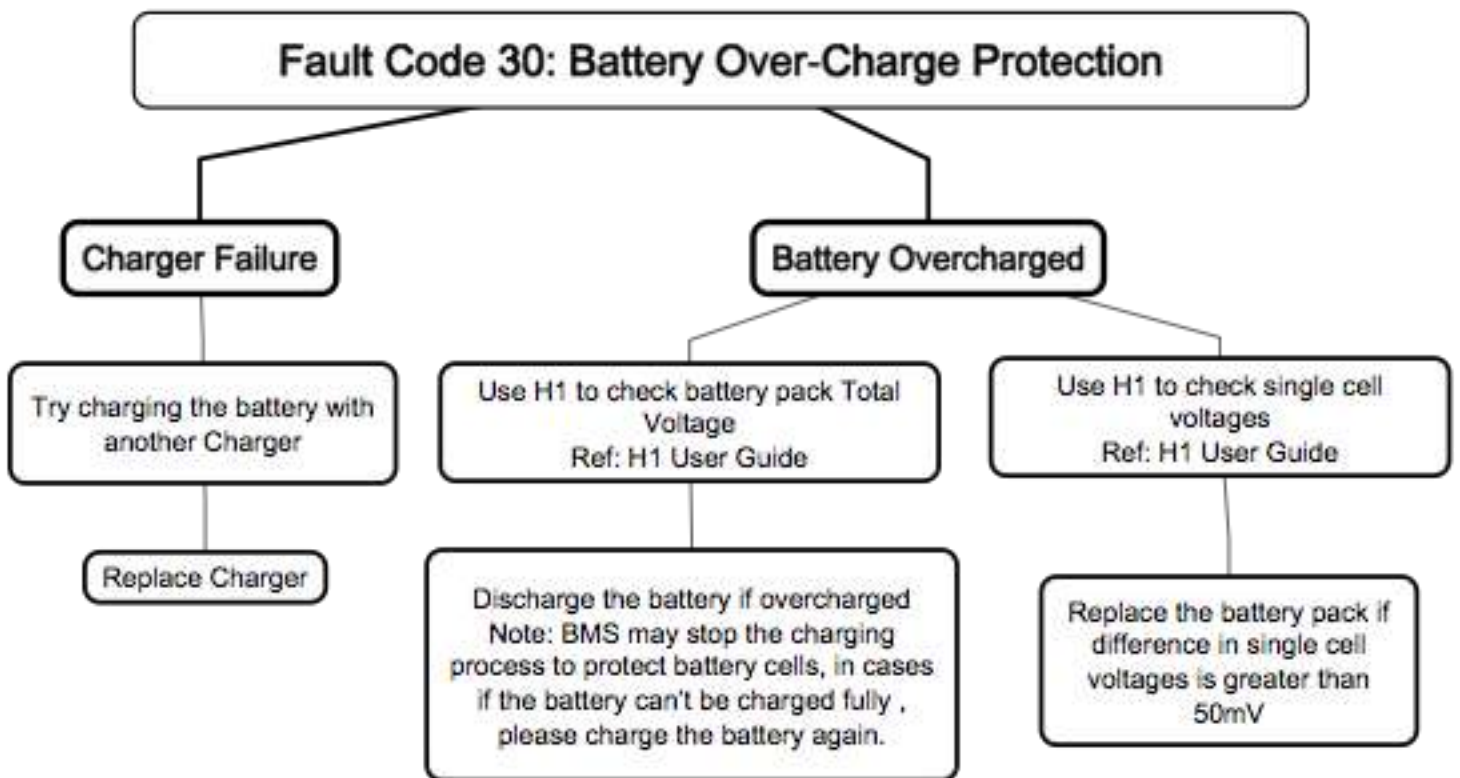 Fault Code 30: Battery Over-Charge Protection
Charger Failure
Battery Overcharged
Try charging the battery with
another Charger
Use H1 to check battery pack Total
Voltage
Ref: H1 User Guide
Use H1 to check single cell
voltages
Ref: H1 User Guide
Replace Charger
Discharge the battery if overcharged
Note: BMS may stop the charging
process to protect battery cells, in cases
if the battery can't be charged fully ,
please charge the battery again.
Replace the battery pack if
difference in single cell
voltages is greater than
50mV